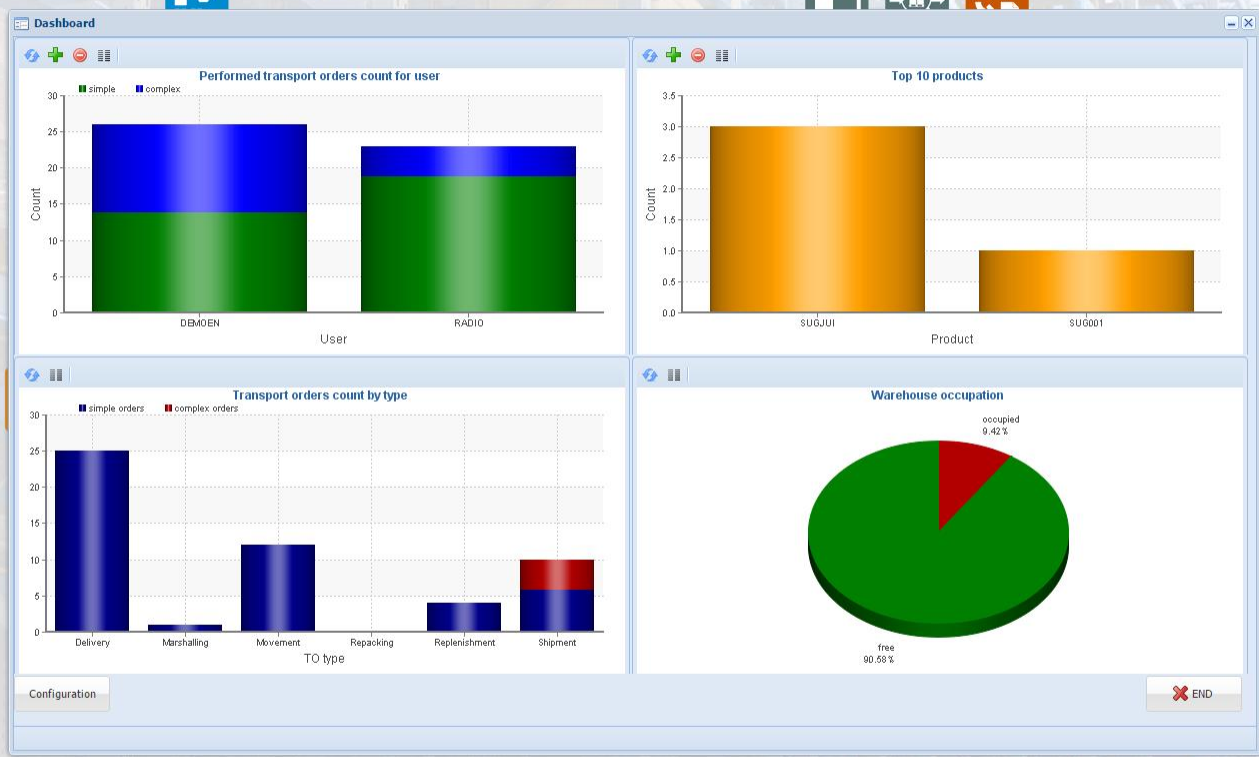 Dashboard
Performed transport orders count for user
simple complex
30
25
20
15
10
5
0
Count
DEMOEN RADIO
User
Top 10 products
3.5
3.0
2.5
2.0
1.5
1.0
0.5
0.0
Count
SUGJUI SUG001
Product
Transport orders count by type
simple orders complex orders
30
25
20
15
10
5
0
Delivery Marshalling Movement Repacking Replenishment Shipment
TO type
Warehouse occupation
occupied
9.42%
free
90.58%
Configuration
END